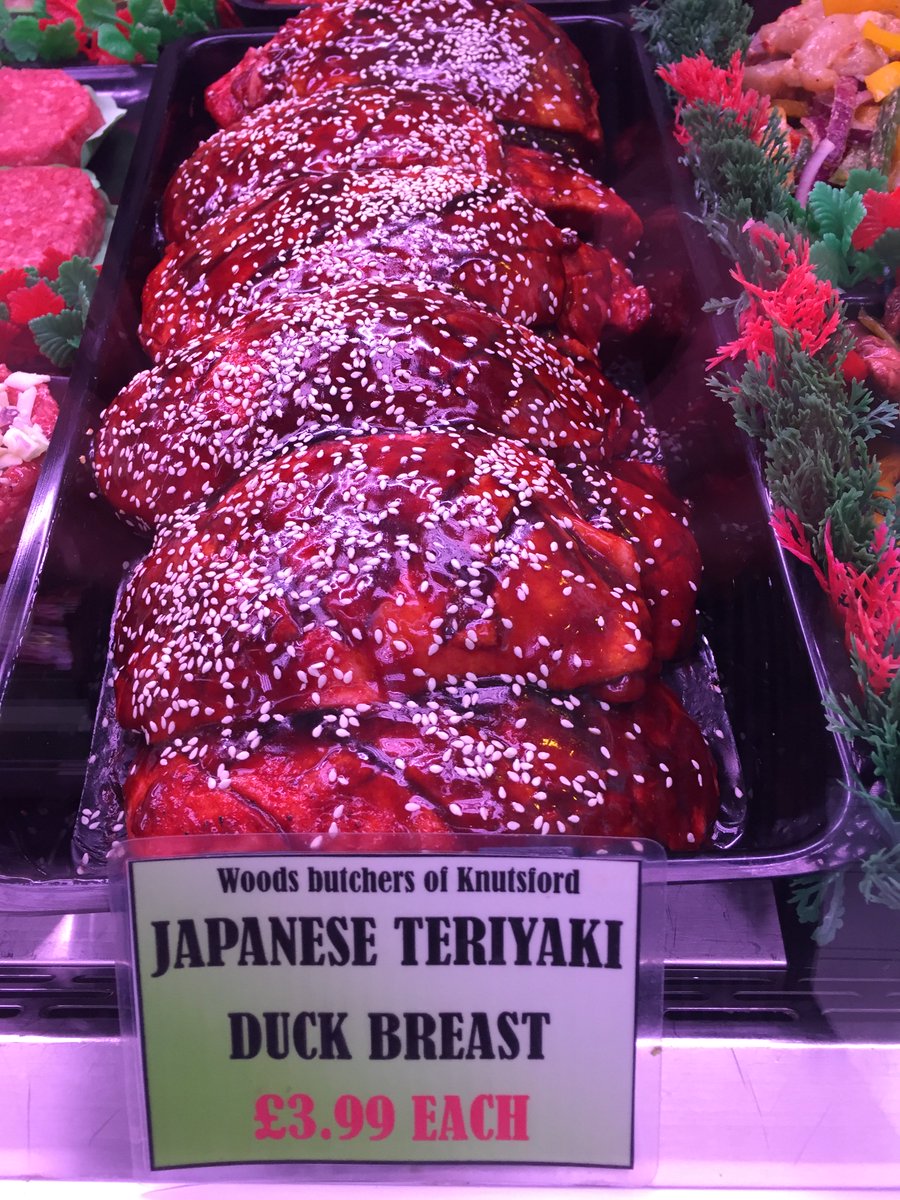 Woods butchers of Knutsford
JAPANESE TERIYAKI
DUCK BREAST
£3.99 EACH